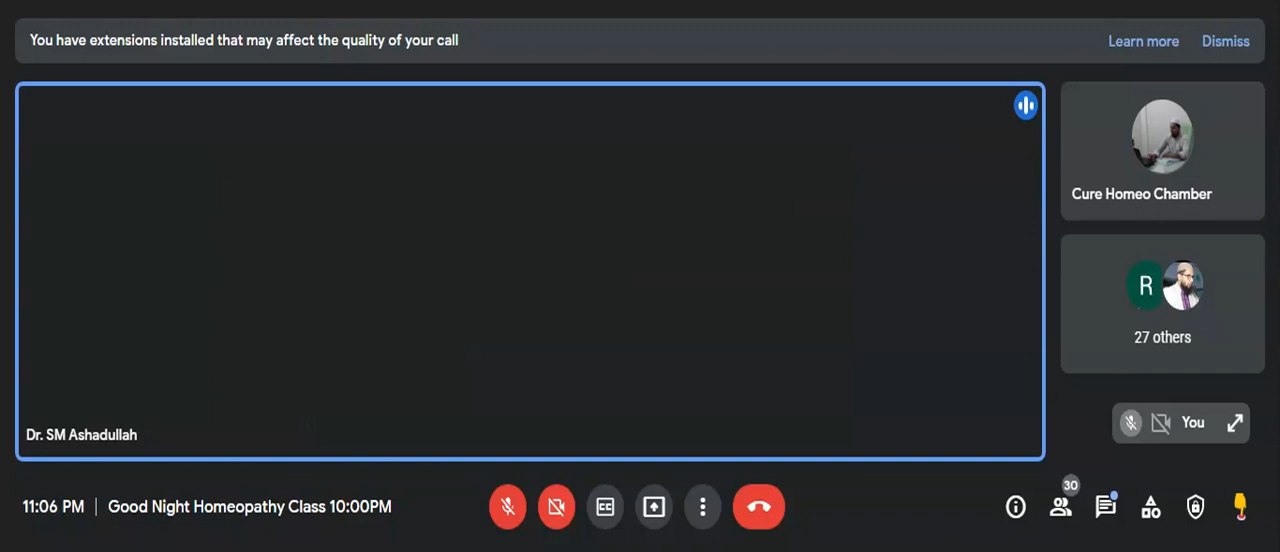 You have extensions installed that may affect the quality of your call
Learn more
Dismiss
Cure Homeo Chamber
R
27 others
Dr. SM Ashadullah
You
11:06 PM | Good Night Homeopathy Class 10:00PM
CC
30